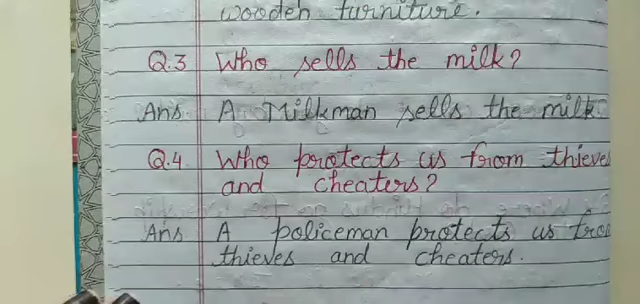 wooden furniture.
Q.3 Who sells the milk?
Ans A Milkman sells the milk.
Q.4 Who protects us from thieves
and cheaters?
Ans A policeman protects us from
thieves and cheaters.